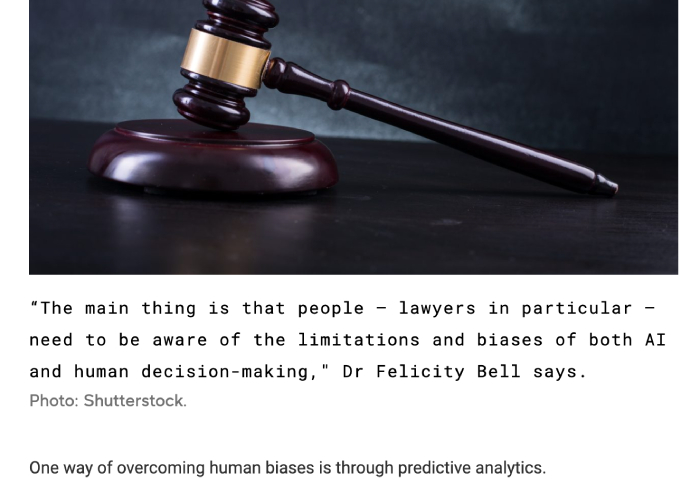 “The main thing is that people – lawyers in particular –
need to be aware of the limitations and biases of both AI
and human decision-making," Dr Felicity Bell says.
Photo: Shutterstock.
One way of overcoming human biases is through predictive analytics.